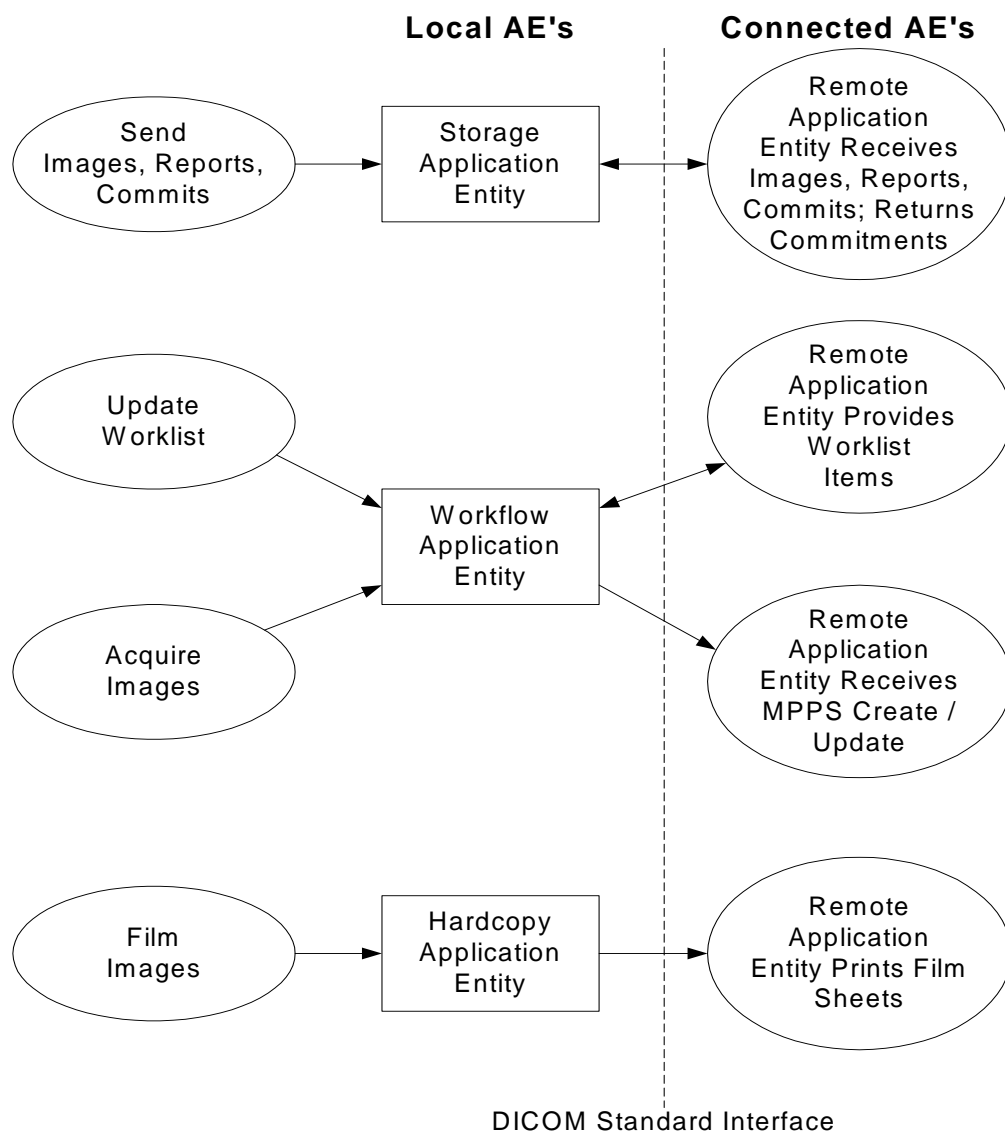 Local AE's
Connected AE's
Send
Images, Reports,
Commits
Storage
Application
Entity
Remote
Application
Entity Receives
Images, Reports,
Commits; Returns
Commitments
Update
Worklist
Remote
Application
Entity Provides
Worklist
Items
Workflow
Application
Entity
Acquire
Images
Remote
Application
Entity Receives
MPPS Create /
Update
Film
Images
Hardcopy
Application
Entity
Remote
Application
Entity Prints Film
Sheets
DICOM Standard Interface